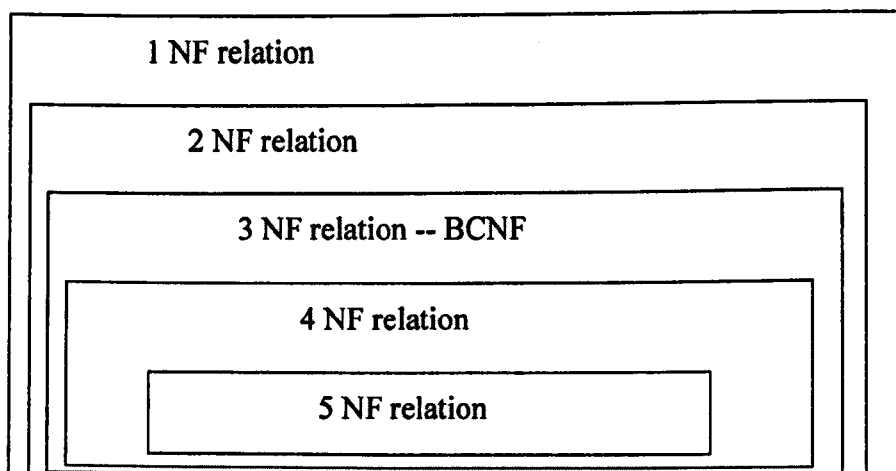 1 NF relation
2 NF relation
3 NF relation -- BCNF
4 NF relation
5 NF relation